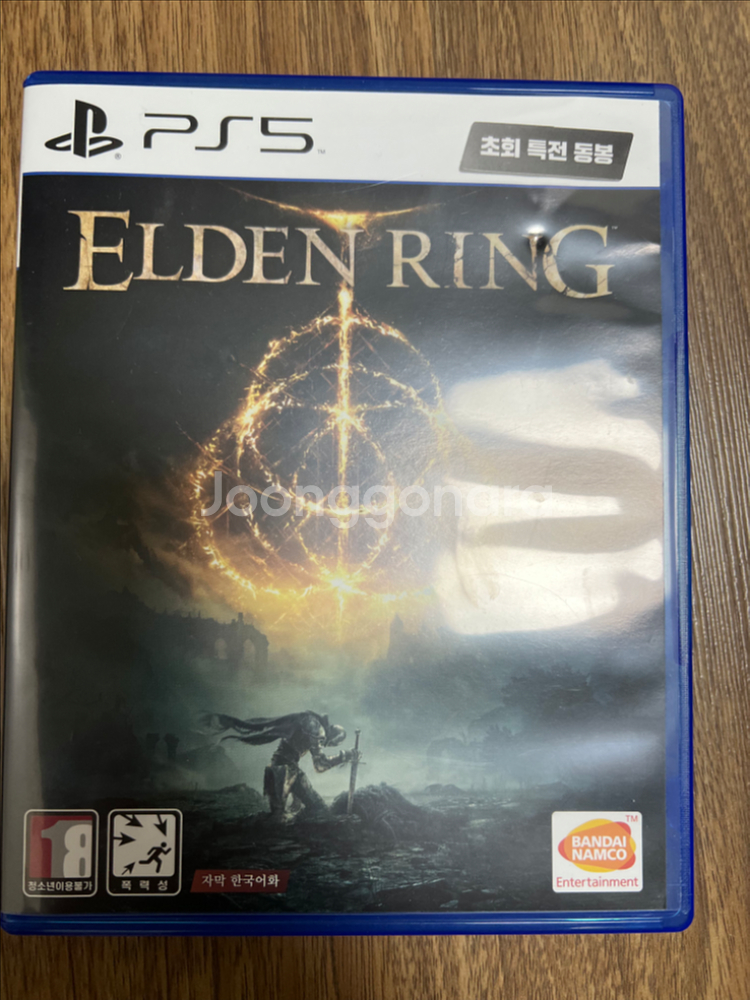 PS5
초회 특전 동봉
ELDEN RING
Joonggonara
18
청소년이용불가
폭력성
자막 한국어화
BANDAI
NAMCO
Entertainment
TM